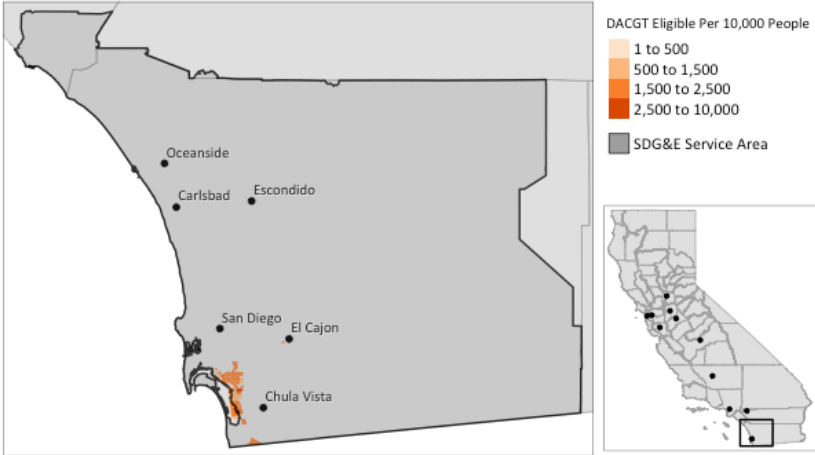 DACGT Eligible Per 10,000 People
1 to 500
500 to 1,500
1,500 to 2,500
2,500 to 10,000
SDG&E Service Area
Oceanside
Carlsbad
Escondido
San Diego
El Cajon
Chula Vista